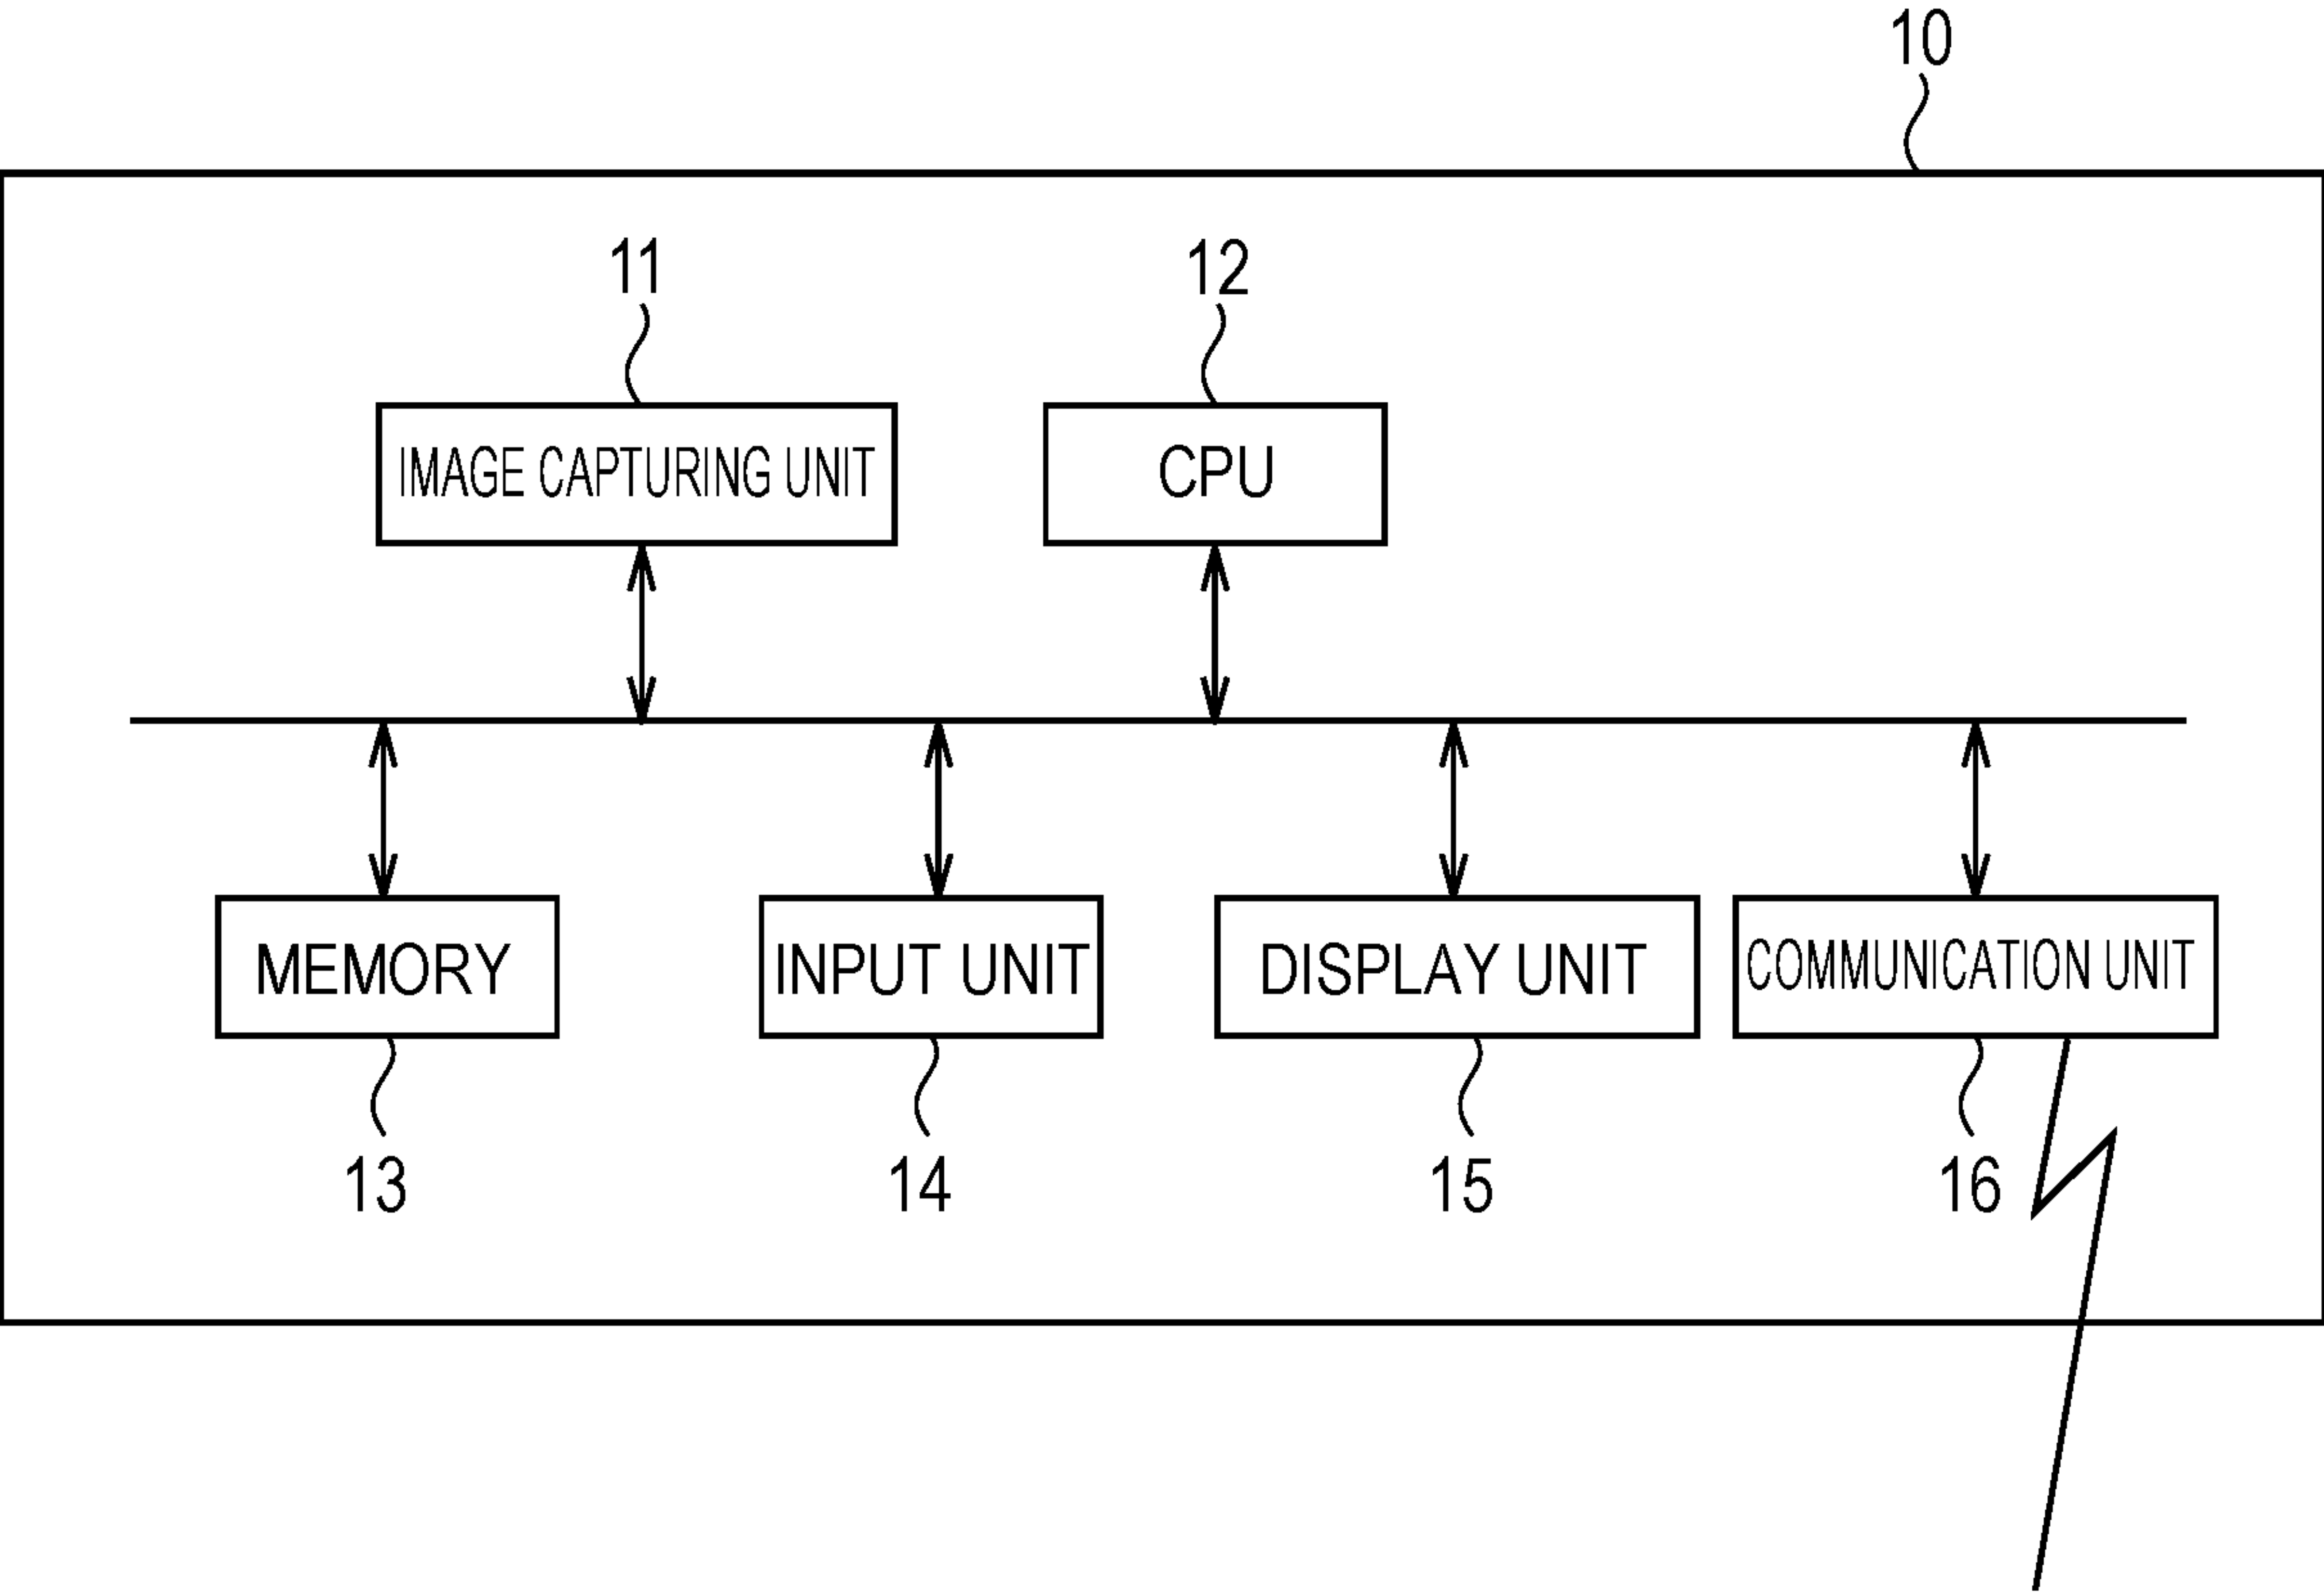 10
11
12
IMAGE CAPTURING UNIT
CPU
MEMORY
INPUT UNIT
DISPLAY UNIT
COMMUNICATION UNIT
13
14
15
16